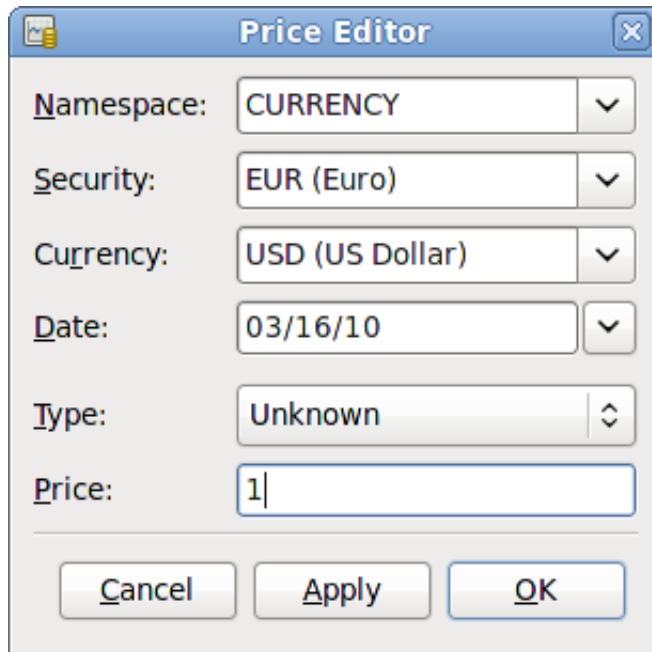 Price Editor
Namespace: CURRENCY
Security: EUR (Euro)
Currency: USD (US Dollar)
Date: 03/16/10
Type: Unknown
Price: 1
Cancel Apply OK